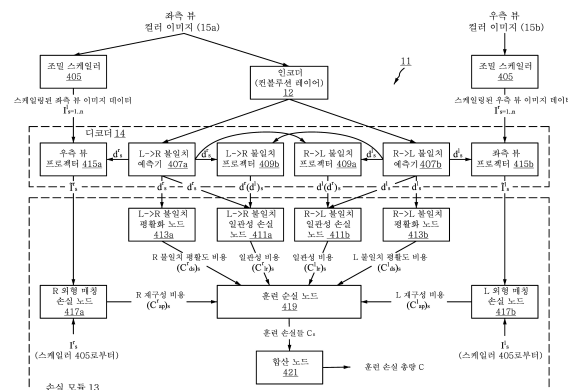 좌측 뷰
컬러 이미지 (15a)
우측 뷰
컬러 이미지 (15b)
11
조밀 스케일러
405
인코더
(컨볼루션 레이어)
12
조밀 스케일러
405
스케일링된 좌측 뷰 이미지 데이터
스케일링된 우측 뷰 이미지 데이터
디코더 14
우측 뷰
프로젝터 415a
L->R 불일치
예측기 407a
L->R 불일치
프로젝터 409b
R->L 불일치
프로젝터 409a
R->L 불일치
예측기 407b
좌측 뷰
프로젝터 415b
L->R 불일치
평활화 노드
413a
L->R 불일치
일관성 손실
노드 411a
R->L 불일치
일관성 손실
노드 411b
R->L 불일치
평활화 노드
413b
R 불일치 평활도 비용
(Cʳds)s
일관성 비용
(Cʳlr)s
일관성 비용
(Cˡlr)s
L 불일치 평활도 비용
(Cˡds)s
R 외형 매칭
손실 노드
417a
R 재구성 비용
(Cʳap)s
훈련 손실 노드
419
L 재구성 비용
(Cˡap)s
L 외형 매칭
손실 노드
417b
(스케일러 405로부터)
훈련 손실들 Cs
(스케일러 405로부터)
합산 노드
421
훈련 손실 총량 C
손실 모듈 13